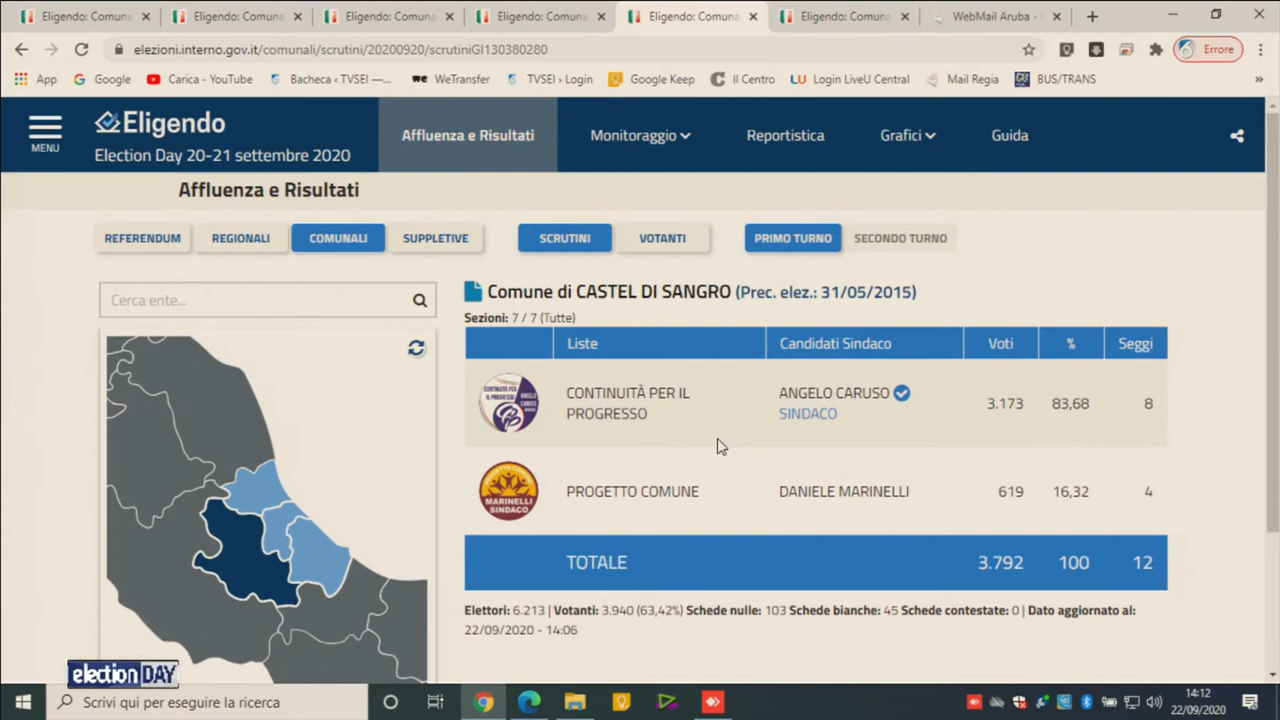 Eligendo: Comuna
Eligendo: Comuna
Eligendo: Comuna
Eligendo: Comuna
Eligendo: Comuna
Eligendo: Comuna
WebMail Aruba -
elezioni.interno.gov.it/comunali/scrutini/20200920/scrutiniGI130380280
Errore
App
Google
Carica - YouTube
Bacheca ‹ TVSEI —...
WeTransfer
TVSEI › Login
Google Keep
Il Centro
LU Login LiveU Central
Mail Regia
BUS/TRANS
»
MENU
Eligendo
Election Day 20-21 settembre 2020
Affluenza e Risultati
Monitoraggio
Reportistica
Grafici
Guida
Affluenza e Risultati
REFERENDUM
REGIONALI
COMUNALI
SUPPLETIVE
SCRUTINI
VOTANTI
PRIMO TURNO
SECONDO TURNO
Cerca ente...
Comune di CASTEL DI SANGRO (Prec. elez.: 31/05/2015)
Sezioni: 7 / 7 (Tutte)
Liste Candidati Sindaco Voti % Seggi
CONTINUITÀ PER IL
PROGRESSO
ANGELO CARUSO
SINDACO
3.173 83,68 8
MARINELLI
SINDACO
PROGETTO COMUNE DANIELE MARINELLI 619 16,32 4
TOTALE 3.792 100 12
Elettori: 6.213 | Votanti: 3.940 (63,42%) Schede nulle: 103 Schede bianche: 45 Schede contestate: 0 | Dato aggiornato al:
22/09/2020 - 14:06
electionDAY
Scrivi qui per eseguire la ricerca
14:12
22/09/2020